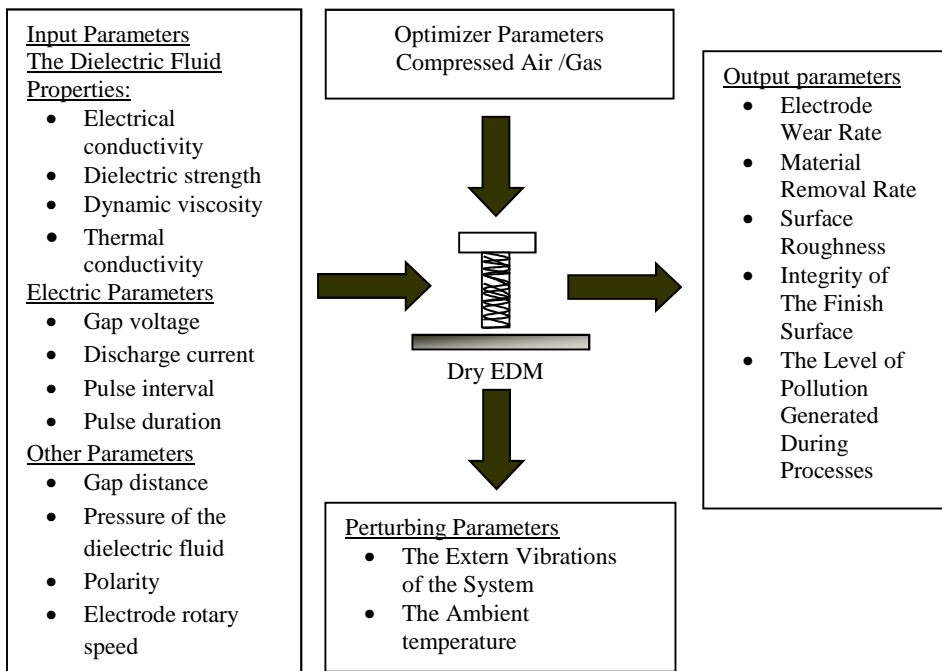 Input Parameters
The Dielectric Fluid
Properties:
• Electrical
conductivity
• Dielectric strength
• Dynamic viscosity
• Thermal
conductivity
Electric Parameters
• Gap voltage
• Discharge current
• Pulse interval
• Pulse duration
Other Parameters
• Gap distance
• Pressure of the
dielectric fluid
• Polarity
• Electrode rotary
speed
Optimizer Parameters
Compressed Air /Gas
Dry EDM
Perturbing Parameters
• The Extern Vibrations
of the System
• The Ambient
temperature
Output parameters
• Electrode
Wear Rate
• Material
Removal Rate
• Surface
Roughness
• Integrity of
The Finish
Surface
• The Level of
Pollution
Generated
During
Processes